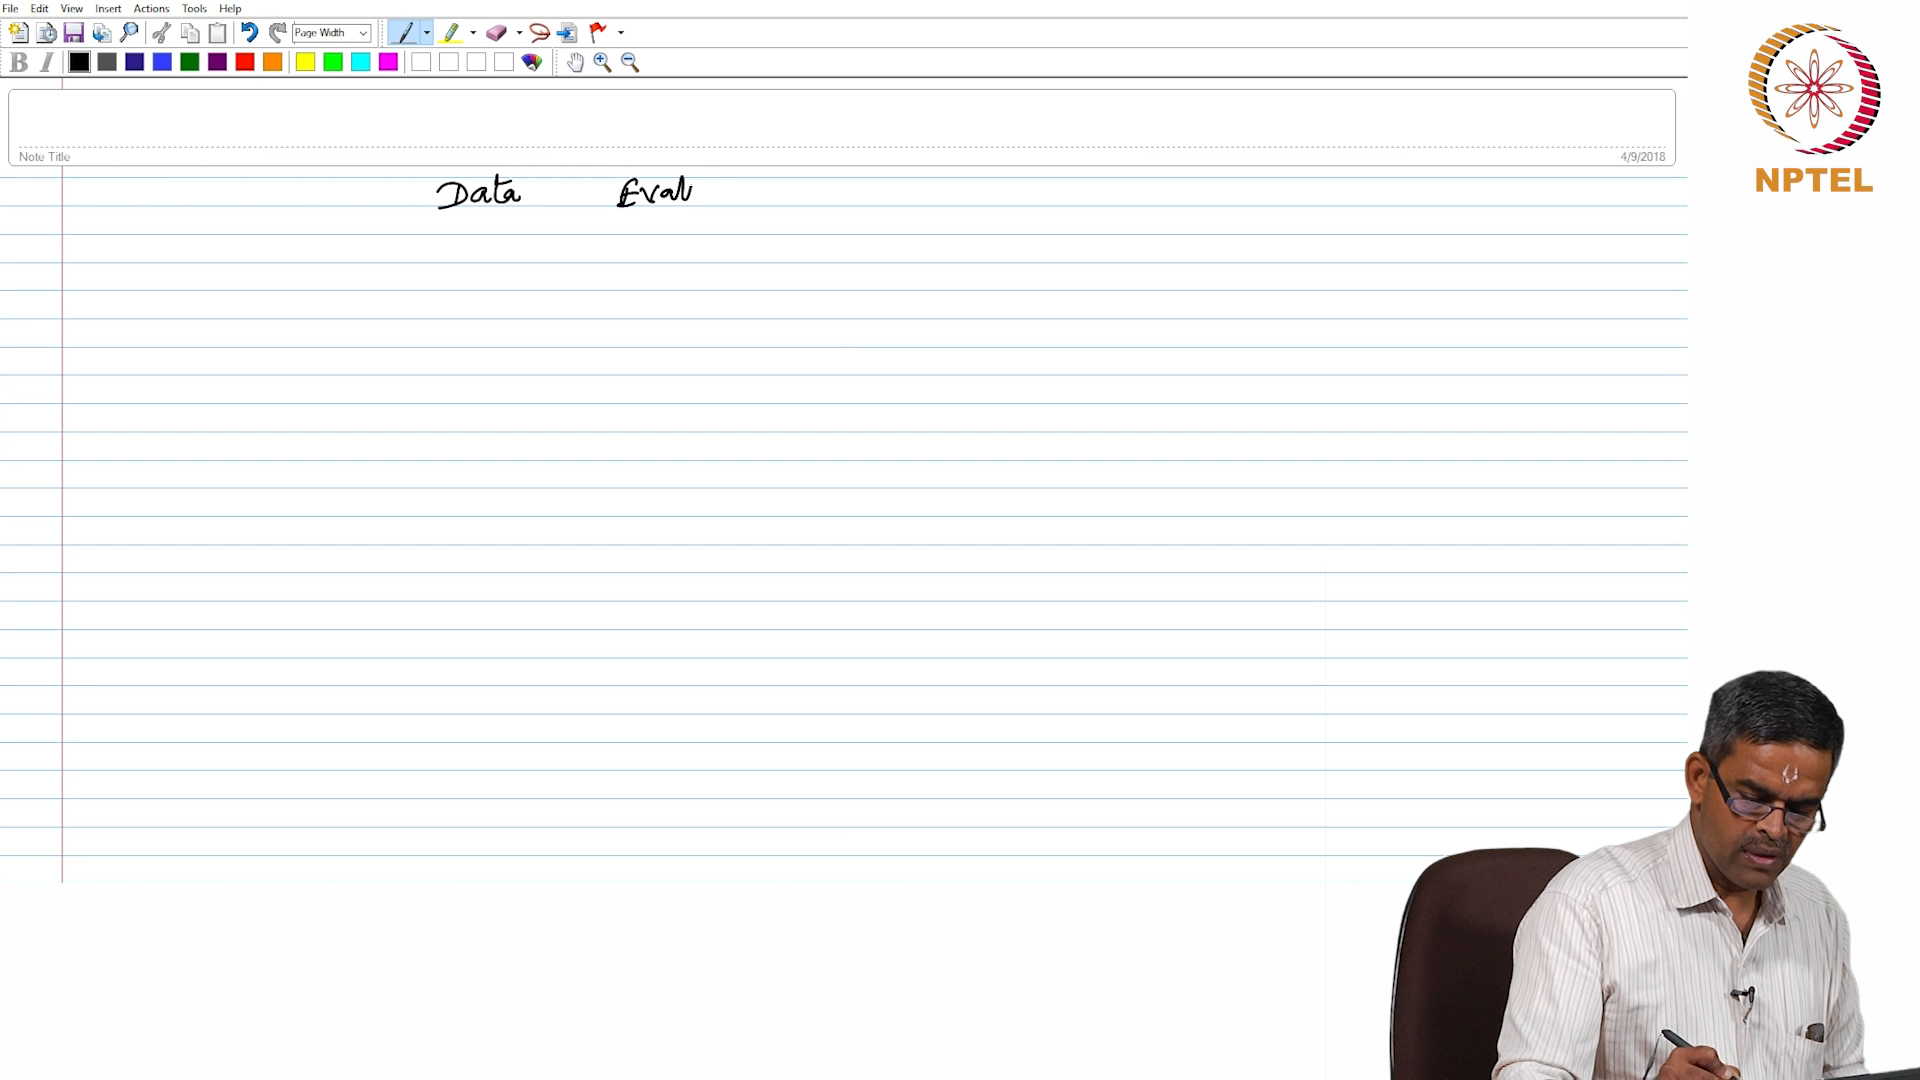 File Edit View Insert Actions Tools Help
Page Width
B I
Note Title
4/9/2018
Data Eval
NPTEL